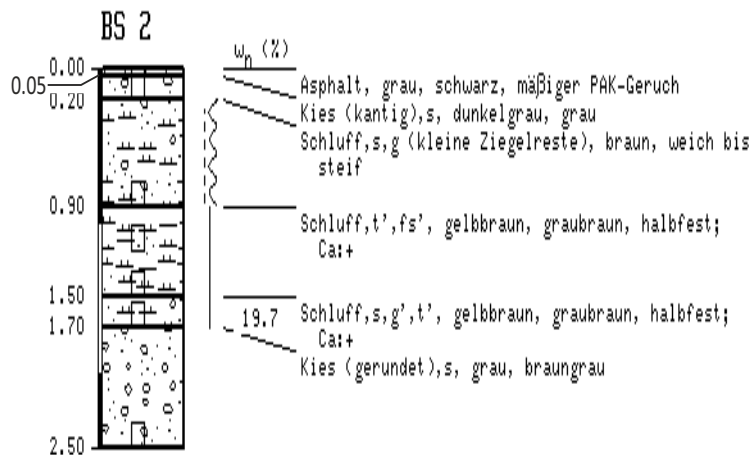 BS 2
w_n (%)
0.00
0.05
0.20
Asphalt, grau, schwarz, mäßiger PAK-Geruch
Kies (kantig),s, dunkelgrau, grau
Schluff,s,g (kleine Ziegelreste), braun, weich bis
steif
0.90
Schluff,t',fs', gelbbraun, graubraun, halbfest;
Ca:+
1.50
1.70
19.7
Schluff,s,g',t', gelbbraun, graubraun, halbfest;
Ca:+
Kies (gerundet),s, grau, braungrau
2.50